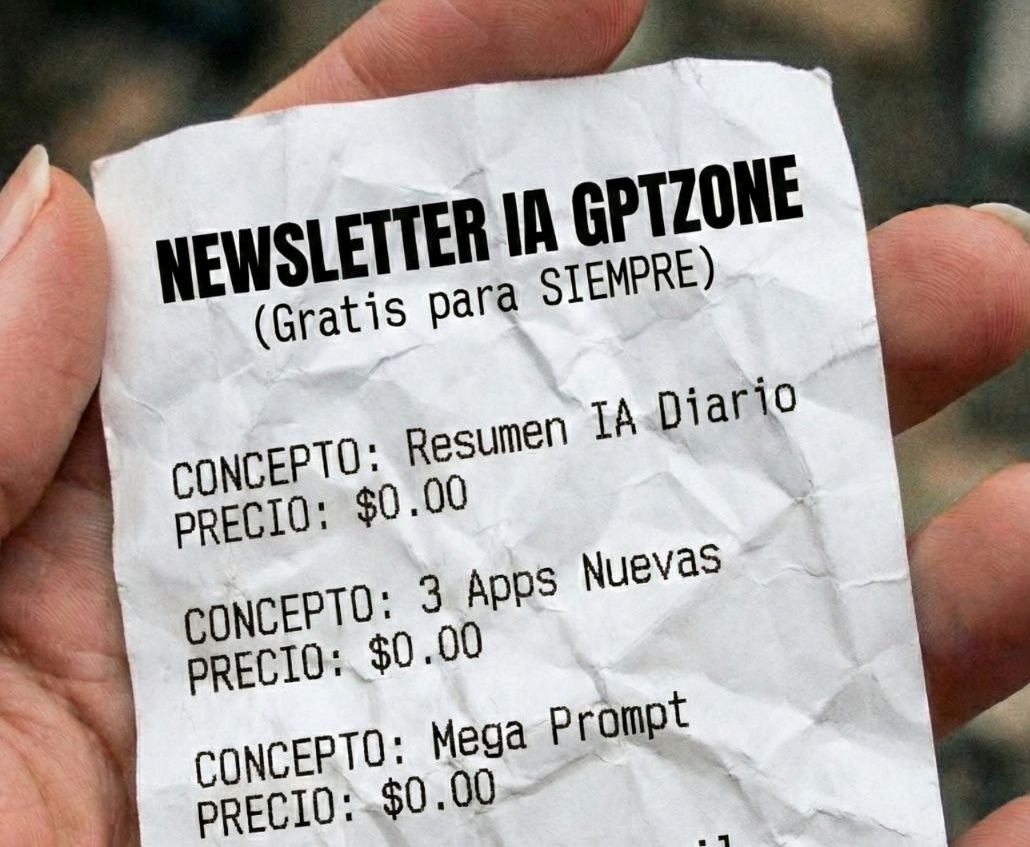 NEWSLETTER IA GPTZONE
(Gratis para SIEMPRE)
CONCEPTO: Resumen IA Diario
PRECIO: $0.00
CONCEPTO: 3 Apps Nuevas
PRECIO: $0.00
CONCEPTO: Mega Prompt
PRECIO: $0.00